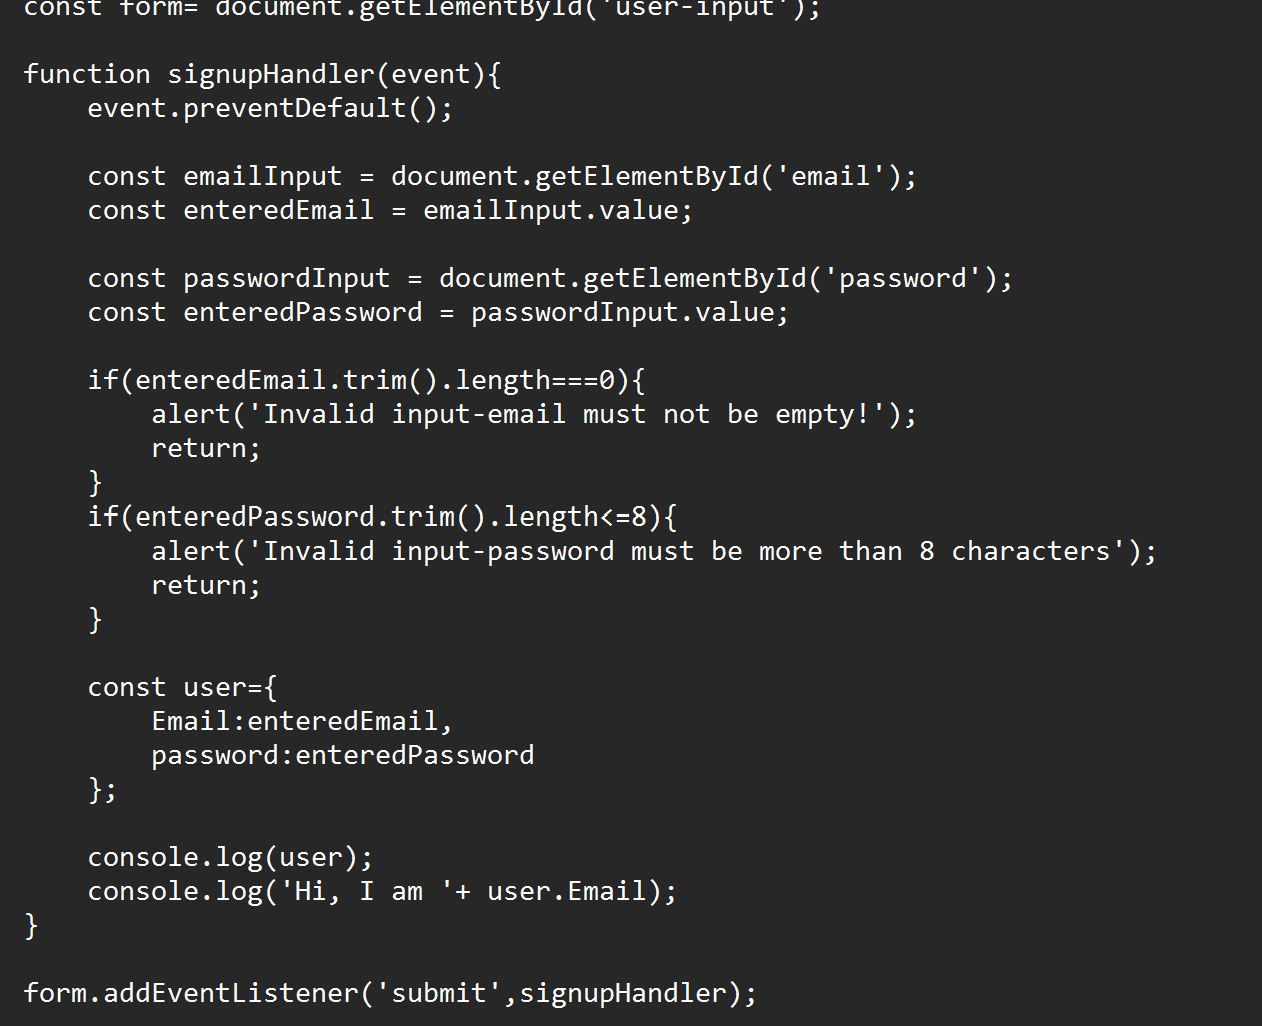 const form= document.getElementById('user-input');
function signupHandler(event){
    event.preventDefault();
    const emailInput = document.getElementById('email');
    const enteredEmail = emailInput.value;
    const passwordInput = document.getElementById('password');
    const enteredPassword = passwordInput.value;
    if(enteredEmail.trim().length===0){
        alert('Invalid input-email must not be empty!');
        return;
    }
    if(enteredPassword.trim().length<=8){
        alert('Invalid input-password must be more than 8 characters');
        return;
    }
    const user={
        Email:enteredEmail,
        password:enteredPassword
    };
    console.log(user);
    console.log('Hi, I am '+ user.Email);
}
form.addEventListener('submit',signupHandler);